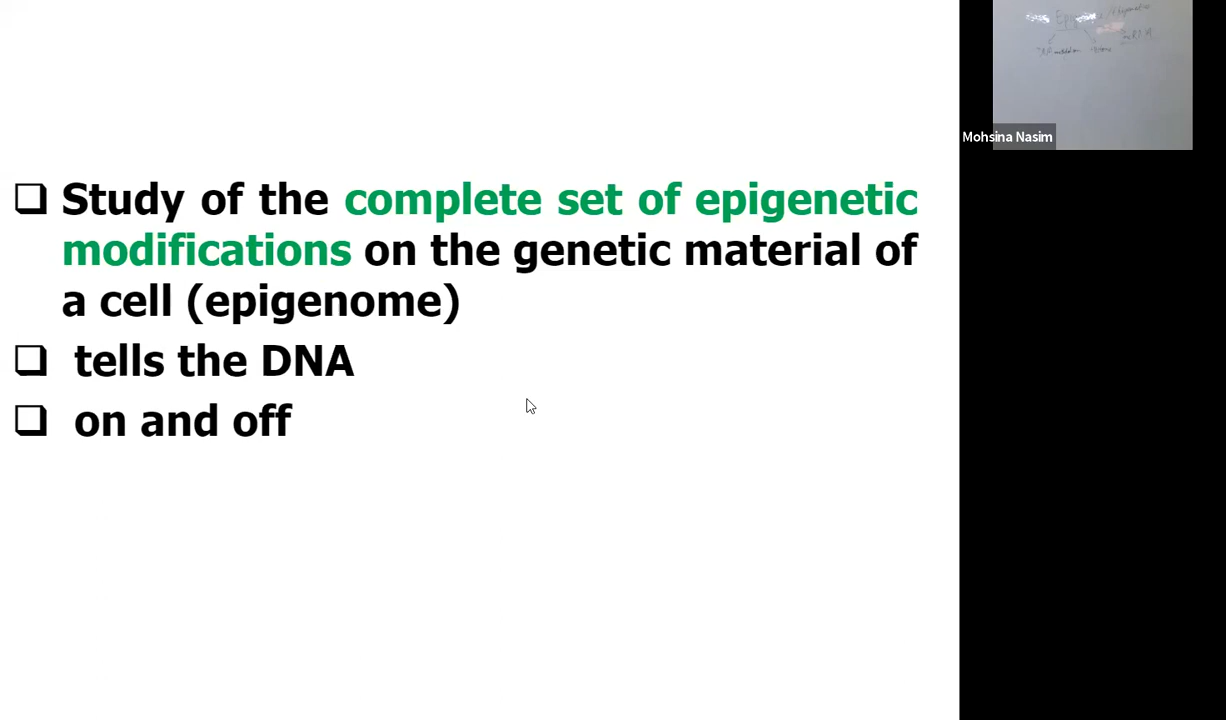 ❑ Study of the complete set of epigenetic
modifications on the genetic material of
a cell (epigenome)
❑ tells the DNA
❑ on and off
Mohsina Nasim